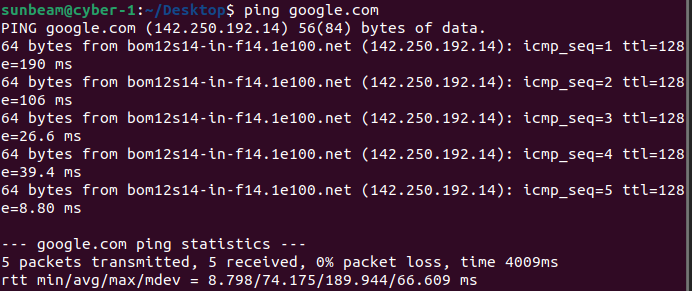 sunbeam@cyber-1:~/Desktop$ ping google.com
PING google.com (142.250.192.14) 56(84) bytes of data.
64 bytes from bom12s14-in-f14.1e100.net (142.250.192.14): icmp_seq=1 ttl=128
e=190 ms
64 bytes from bom12s14-in-f14.1e100.net (142.250.192.14): icmp_seq=2 ttl=128
e=106 ms
64 bytes from bom12s14-in-f14.1e100.net (142.250.192.14): icmp_seq=3 ttl=128
e=26.6 ms
64 bytes from bom12s14-in-f14.1e100.net (142.250.192.14): icmp_seq=4 ttl=128
e=39.4 ms
64 bytes from bom12s14-in-f14.1e100.net (142.250.192.14): icmp_seq=5 ttl=128
e=8.80 ms
--- google.com ping statistics ---
5 packets transmitted, 5 received, 0% packet loss, time 4009ms
rtt min/avg/max/mdev = 8.798/74.175/189.944/66.609 ms